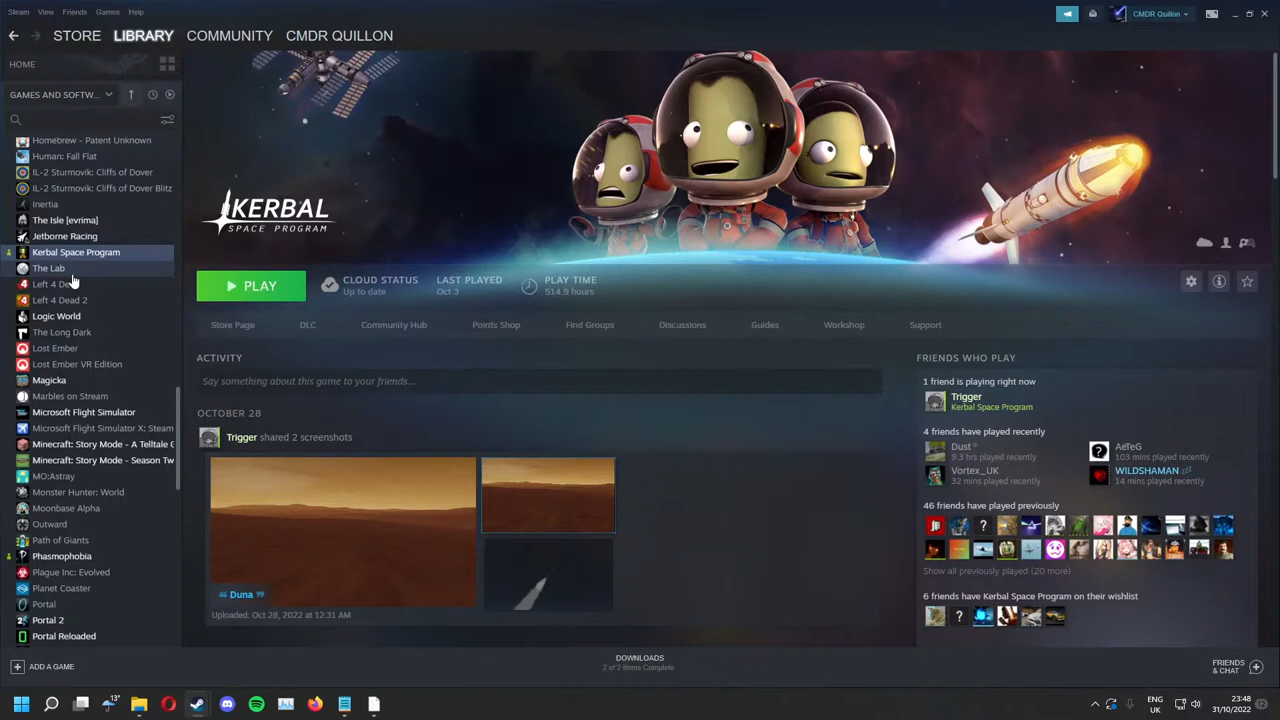 Steam View Friends Games Help
CMDR Quillon
STORE LIBRARY COMMUNITY CMDR QUILLON
HOME
GAMES AND SOFTW...
Homebrew - Patent Unknown
Human: Fall Flat
IL-2 Sturmovik: Cliffs of Dover
IL-2 Sturmovik: Cliffs of Dover Blitz
Inertia
The Isle [evrima]
Jetborne Racing
Kerbal Space Program
The Lab
Left 4 De
Left 4 Dead 2
Logic World
The Long Dark
Lost Ember
Lost Ember VR Edition
Magicka
Marbles on Stream
Microsoft Flight Simulator
Microsoft Flight Simulator X: Steam
Minecraft: Story Mode - A Telltale G
Minecraft: Story Mode - Season Tw
MO:Astray
Monster Hunter: World
Moonbase Alpha
Outward
Path of Giants
Phasmophobia
Plague Inc: Evolved
Planet Coaster
Portal
Portal 2
Portal Reloaded
ADD A GAME
KERBAL
SPACE PROGRAM
PLAY
CLOUD STATUS
Up to date
LAST PLAYED
Oct 3
PLAY TIME
514.9 hours
Store Page DLC Community Hub Points Shop Find Groups Discussions Guides Workshop Support
ACTIVITY
Say something about this game to your friends...
OCTOBER 28
Trigger shared 2 screenshots
Duna
Uploaded: Oct 28, 2022 at 12:31 AM
FRIENDS WHO PLAY
1 friend is playing right now
Trigger
Kerbal Space Program
4 friends have played recently
Dust
9.3 hrs played recently
AeTeG
103 mins played recently
Vortex_UK
32 mins played recently
WILDSHAMAN
14 mins played recently
46 friends have played previously
Show all previously played (20 more)
6 friends have Kerbal Space Program on their wishlist
DOWNLOADS
2 of 2 Items Complete
FRIENDS
& CHAT
13°
ENG
UK
23:48
31/10/2022